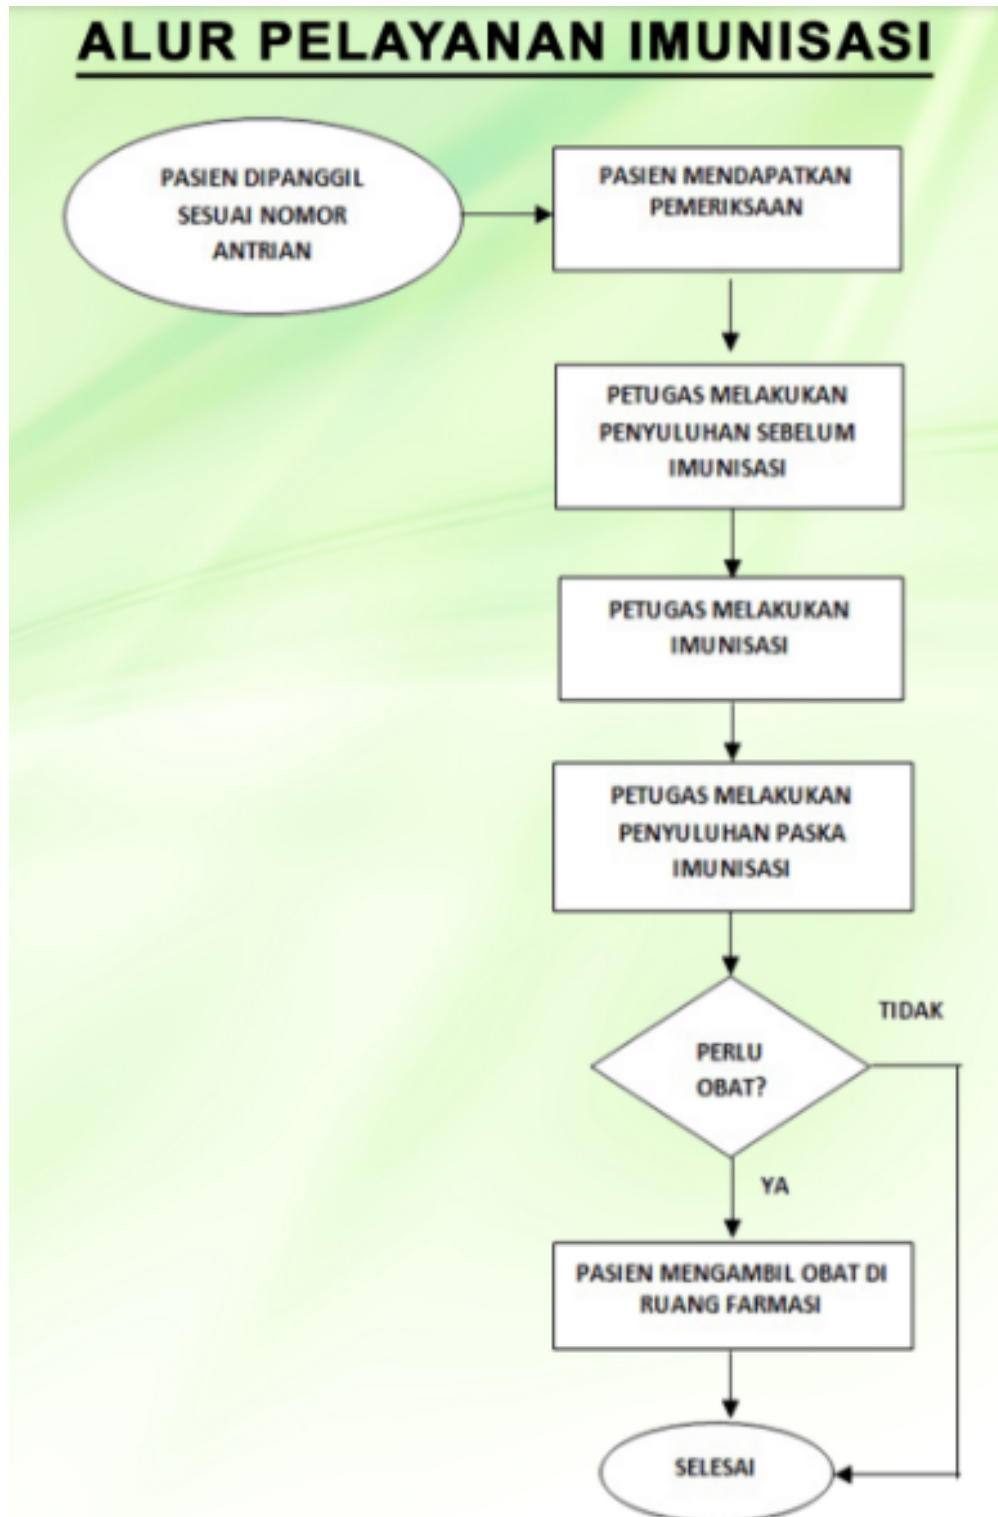 ALUR PELAYANAN IMUNISASI
PASIEN DIPANGGIL
SESUAI NOMOR
ANTRIAN
PASIEN MENDAPATKAN
PEMERIKSAAN
PETUGAS MELAKUKAN
PENYULUHAN SEBELUM
IMUNISASI
PETUGAS MELAKUKAN
IMUNISASI
PETUGAS MELAKUKAN
PENYULUHAN PASKA
IMUNISASI
PERLU
OBAT?
TIDAK
YA
PASIEN MENGAMBIL OBAT DI
RUANG FARMASI
SELESAI